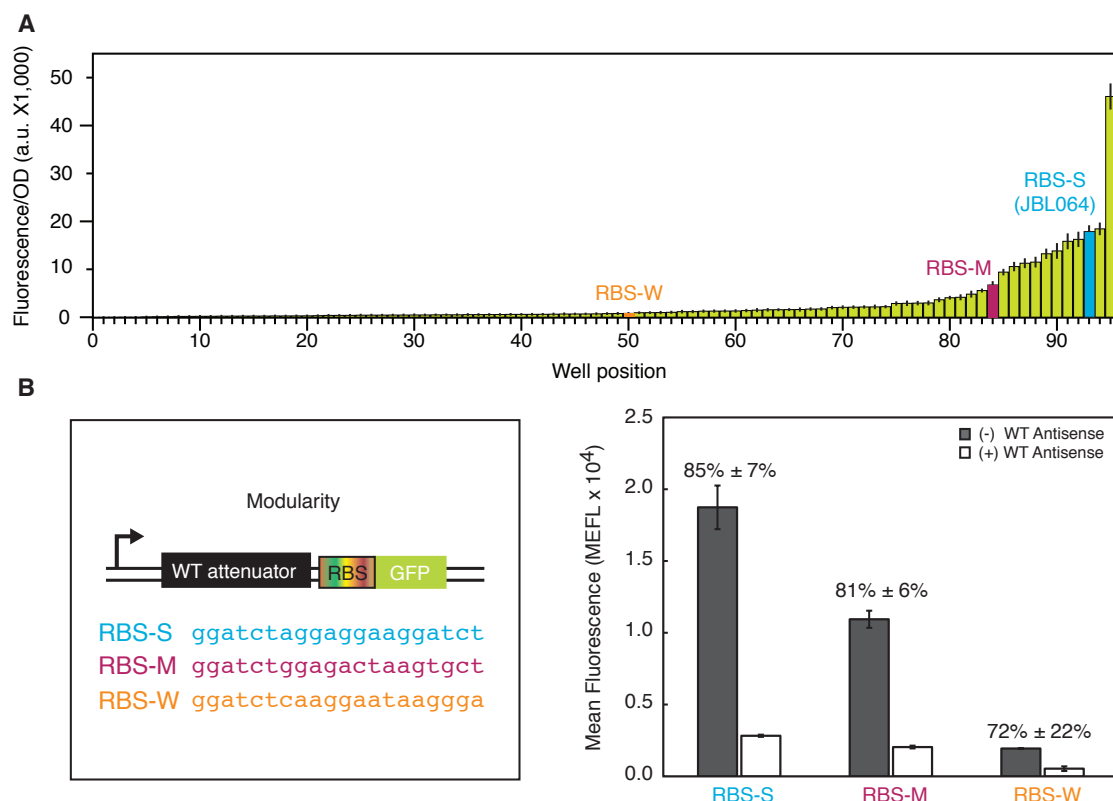 A
Fluorescence/OD (a.u. X1,000)
50
40
30
20
10
0
RBS-W
RBS-M
RBS-S
(JBL064)
0 10 20 30 40 50 60 70 80 90
Well position
B
Modularity
WT attenuator RBS GFP
RBS-S ggatctaggaggaaggatct
RBS-M ggatctggagactaagtgct
RBS-W ggatctcaaggaataaggga
Mean Fluorescence (MEFL x 10⁴)
2.5
2.0
1.5
1.0
0.5
0.0
(-) WT Antisense
(+) WT Antisense
85% ± 7%
81% ± 6%
72% ± 22%
RBS-S RBS-M RBS-W